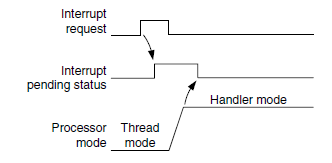 Interrupt
request
Interrupt
pending status
Handler mode
Processor Thread
mode mode